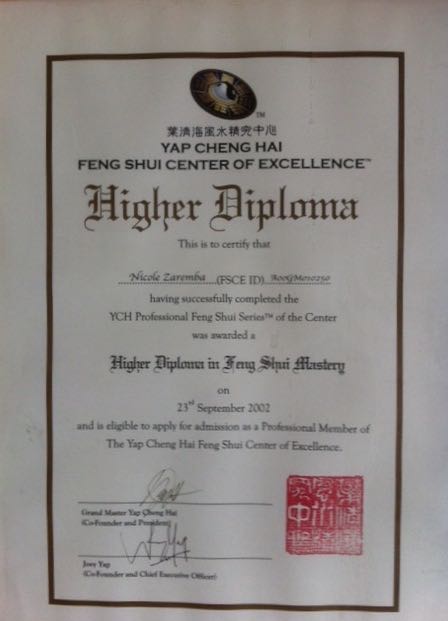 TM
葉濟海風水精究中心
YAP CHENG HAI
FENG SHUI CENTER OF EXCELLENCE™
Higher Diploma
This is to certify that
Nicole Zaremba (FSCE ID)
having successfully completed the
YCH Professional Feng Shui Series™ of the Center
was awarded a
Higher Diploma in Feng Shui Mastery
on
23rd September 2002
and is eligible to apply for admission as a Professional Member of
The Yap Cheng Hai Feng Shui Center of Excellence.
Grand Master Yap Cheng Hai
(Co-Founder and President)
Joey Yap
(Co-Founder and Chief Executive Officer)